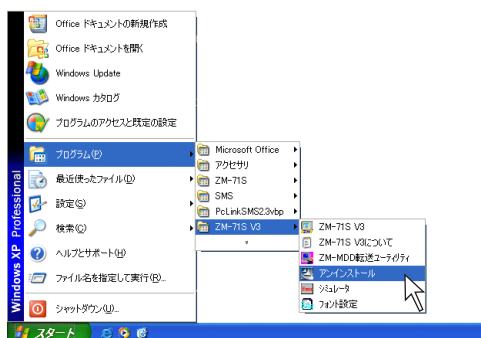 Office ドキュメントの新規作成
Office ドキュメントを開く
Windows Update
Windows カタログ
プログラムのアクセスと既定の設定
プログラム(P)
最近使ったファイル(D)
設定(S)
検索(C)
ヘルプとサポート(H)
ファイル名を指定して実行(R)...
シャットダウン(U)...
Windows XP Professional
Microsoft Office
アクセサリ
ZM-71S
SMS
PcLinkSMS2.3vbp
ZM-71S V3
ZM-71S V3
ZM-71S V3について
ZM-MDD転送ユーティリティ
アンインストール
シミュレータ
フォント設定
スタート